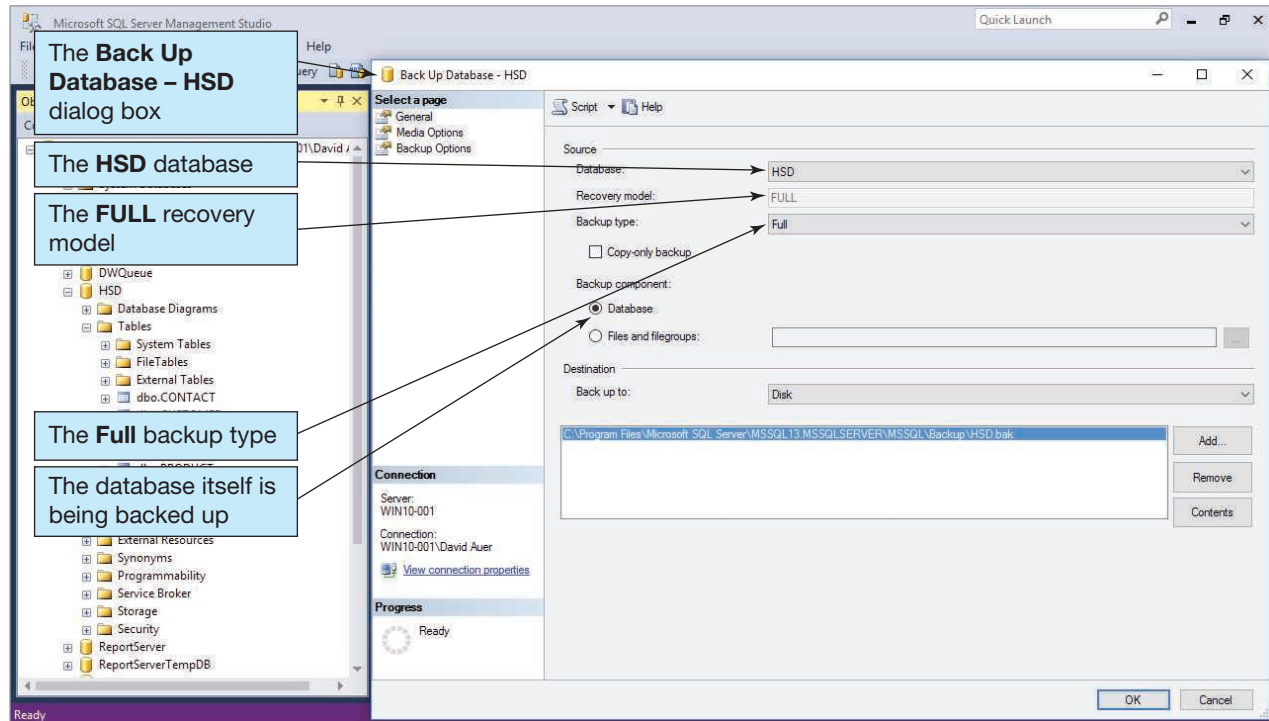 Microsoft SQL Server Management Studio
Quick Launch
Help
The Back Up
Database – HSD
dialog box
Back Up Database - HSD
Select a page
General
Media Options
Backup Options
Script
Help
The HSD database
The FULL recovery
model
Source
Database:
HSD
Recovery model:
FULL
Backup type:
Full
Copy-only backup
Backup component:
Database
Files and filegroups:
...
Destination
Back up to:
Disk
C:\Program Files\Microsoft SQL Server\MSSQL13.MSSQLSERVER\MSSQL\Backup\HSD.bak
Add...
Remove
Contents
DWQueue
HSD
Database Diagrams
Tables
System Tables
FileTables
External Tables
dbo.CONTACT
The Full backup type
The database itself is
being backed up
External Resources
Synonyms
Programmability
Service Broker
Storage
Security
ReportServer
ReportServerTempDB
Connection
Server:
WIN10-001
Connection:
WIN10-001\David Auer
View connection properties
Progress
Ready
OK
Cancel
Ready